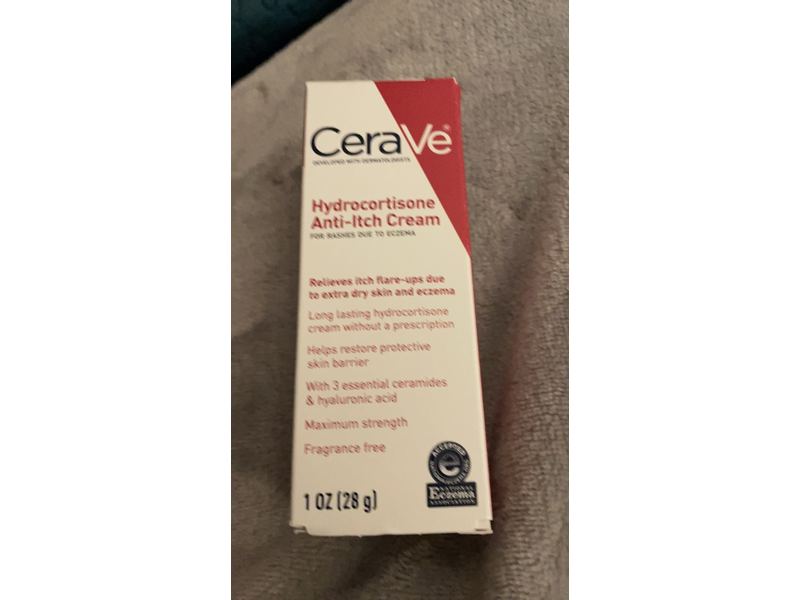 CeraVe®
DEVELOPED WITH DERMATOLOGISTS
Hydrocortisone
Anti-Itch Cream
FOR RASHES DUE TO ECZEMA
Relieves itch flare-ups due
to extra dry skin and eczema
Long lasting hydrocortisone
cream without a prescription
Helps restore protective
skin barrier
With 3 essential ceramides
& hyaluronic acid
Maximum strength
Fragrance free
ACCEPTED
e
NATIONAL
Eczema
ASSOCIATION
1 OZ (28 g)